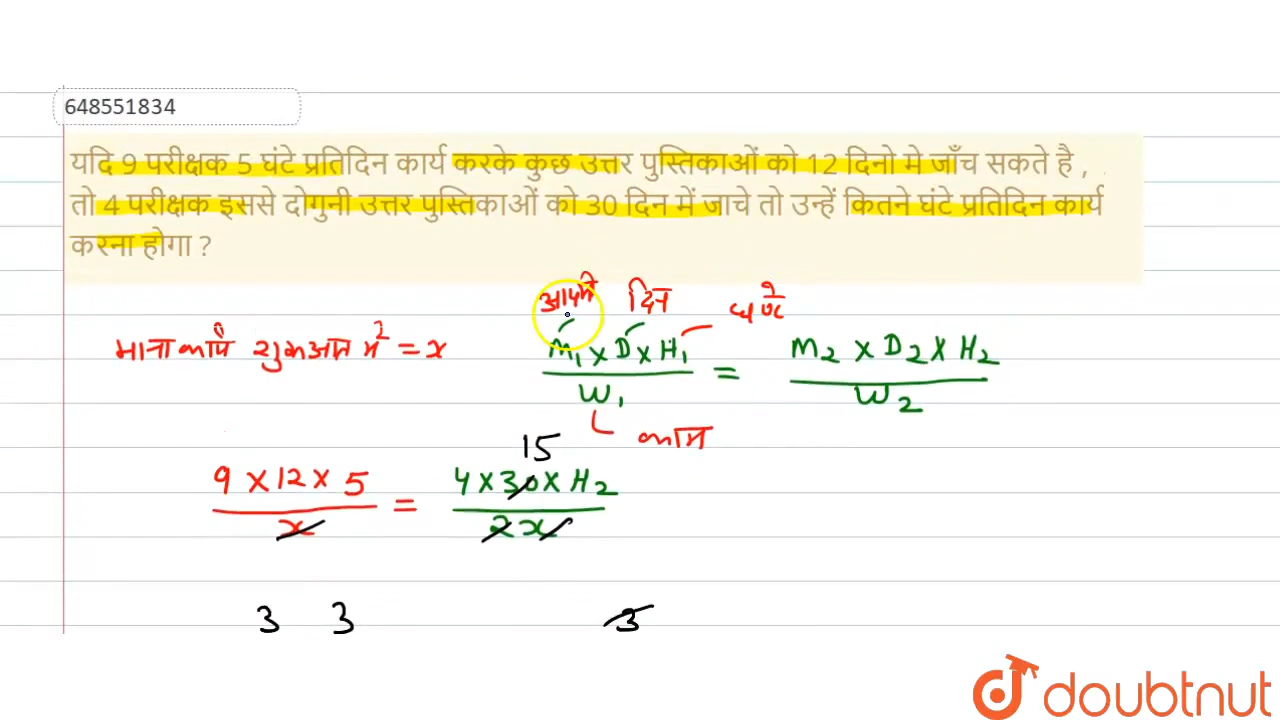 648551834
यदि 9 परीक्षक 5 घंटे प्रतिदिन कार्य करके कुछ उत्तर पुस्तिकाओं को 12 दिनो मे जाँच सकते है ,
तो 4 परीक्षक इससे दोगुनी उत्तर पुस्तिकाओं को 30 दिन में जाचे तो उन्हें कितने घंटे प्रतिदिन कार्य
करना होगा ?
दिन
माना = x
M₁ x D x H₁ / W₁ = M₂ x D₂ x H₂ / W₂
काम
15
9 x 12 x 5 / x = 4 x 30 x H₂ / 2x
3 3 3
doubtnut